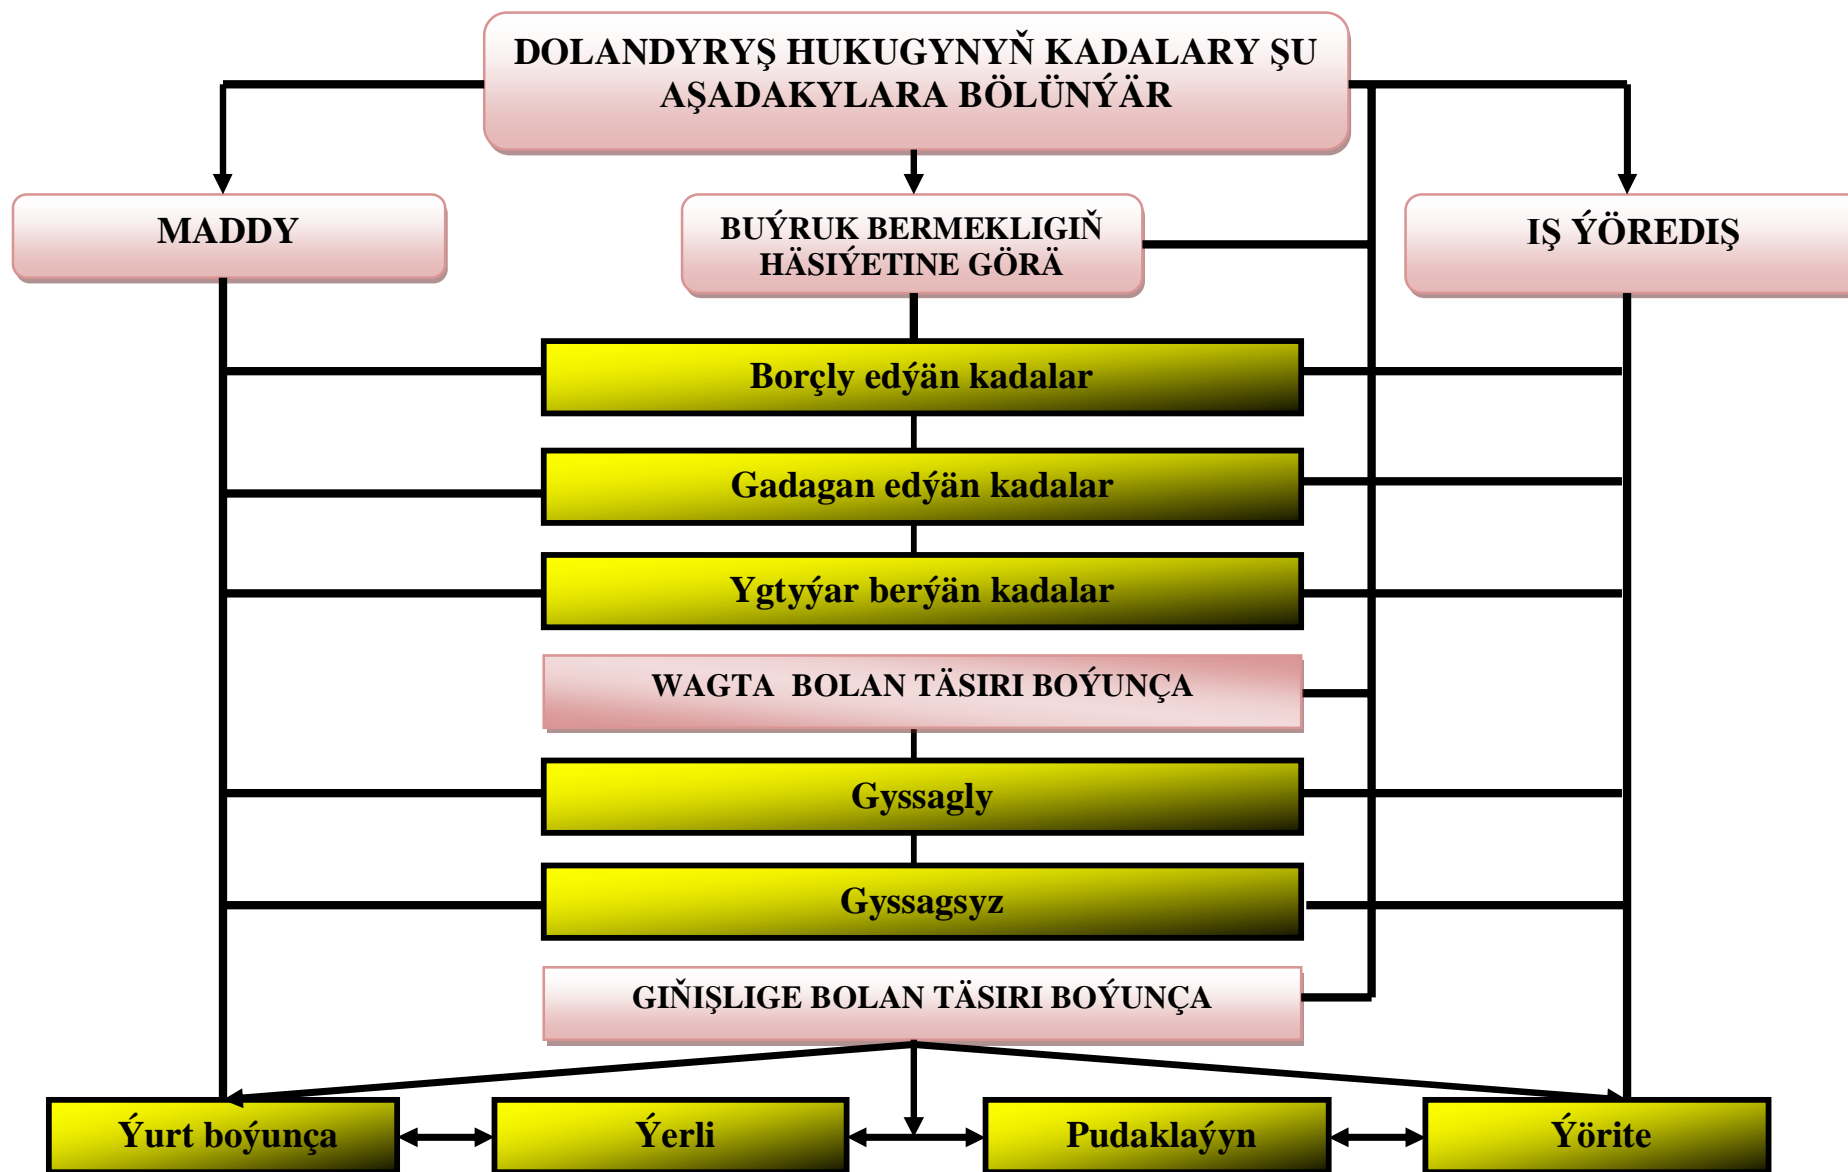 DOLANDYRYŞ HUKUGYNYŇ KADALARY ŞU
AŞADAKYLARA BÖLÜNÝÄR
MADDY
BUÝRUK BERMEKLIGIŇ
HÄSIÝETINE GÖRÄ
IŞ ÝÖREDIŞ
Borçly edýän kadalar
Gadagan edýän kadalar
Ygtyýar berýän kadalar
WAGTA BOLAN TÄSIRI BOÝUNÇA
Gyssagly
Gyssagsyz
GIŇIŞLIGE BOLAN TÄSIRI BOÝUNÇA
Ýurt boýunça
Ýerli
Pudaklaýyn
Ýörite